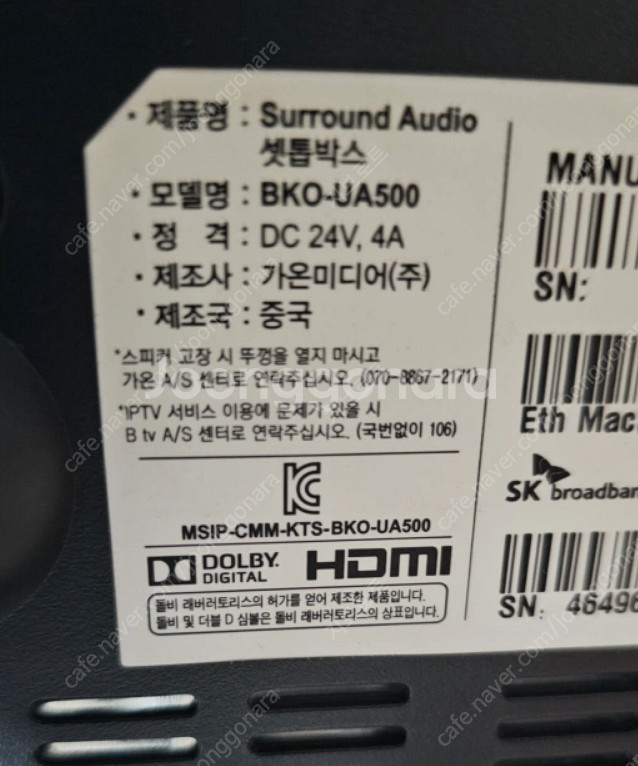 · 제품명 : Surround Audio
셋톱박스
· 모델명 : BKO-UA500
· 정 격 : DC 24V, 4A
· 제조사 : 가온미디어(주)
· 제조국 : 중국
*스피커 고장 시 뚜껑을 열지 마시고
가온 A/S 센터로 연락주십시오. (070-8867-2171)
*IPTV 서비스 이용에 문제가 있을 시
B tv A/S 센터로 연락주십시오. (국번없이 106)
MSIP-CMM-KTS-BKO-UA500
DOLBY.
DIGITAL
HDMI
돌비 래버러토리스의 허가를 얻어 제조한 제품입니다.
돌비 및 더블 D 심볼은 돌비 래버러토리스의 상표입니다.
MANU
SN:
Eth Mac
SK broadban
SN: 46496
Joonggonara
cafe.naver.com/joonggonara